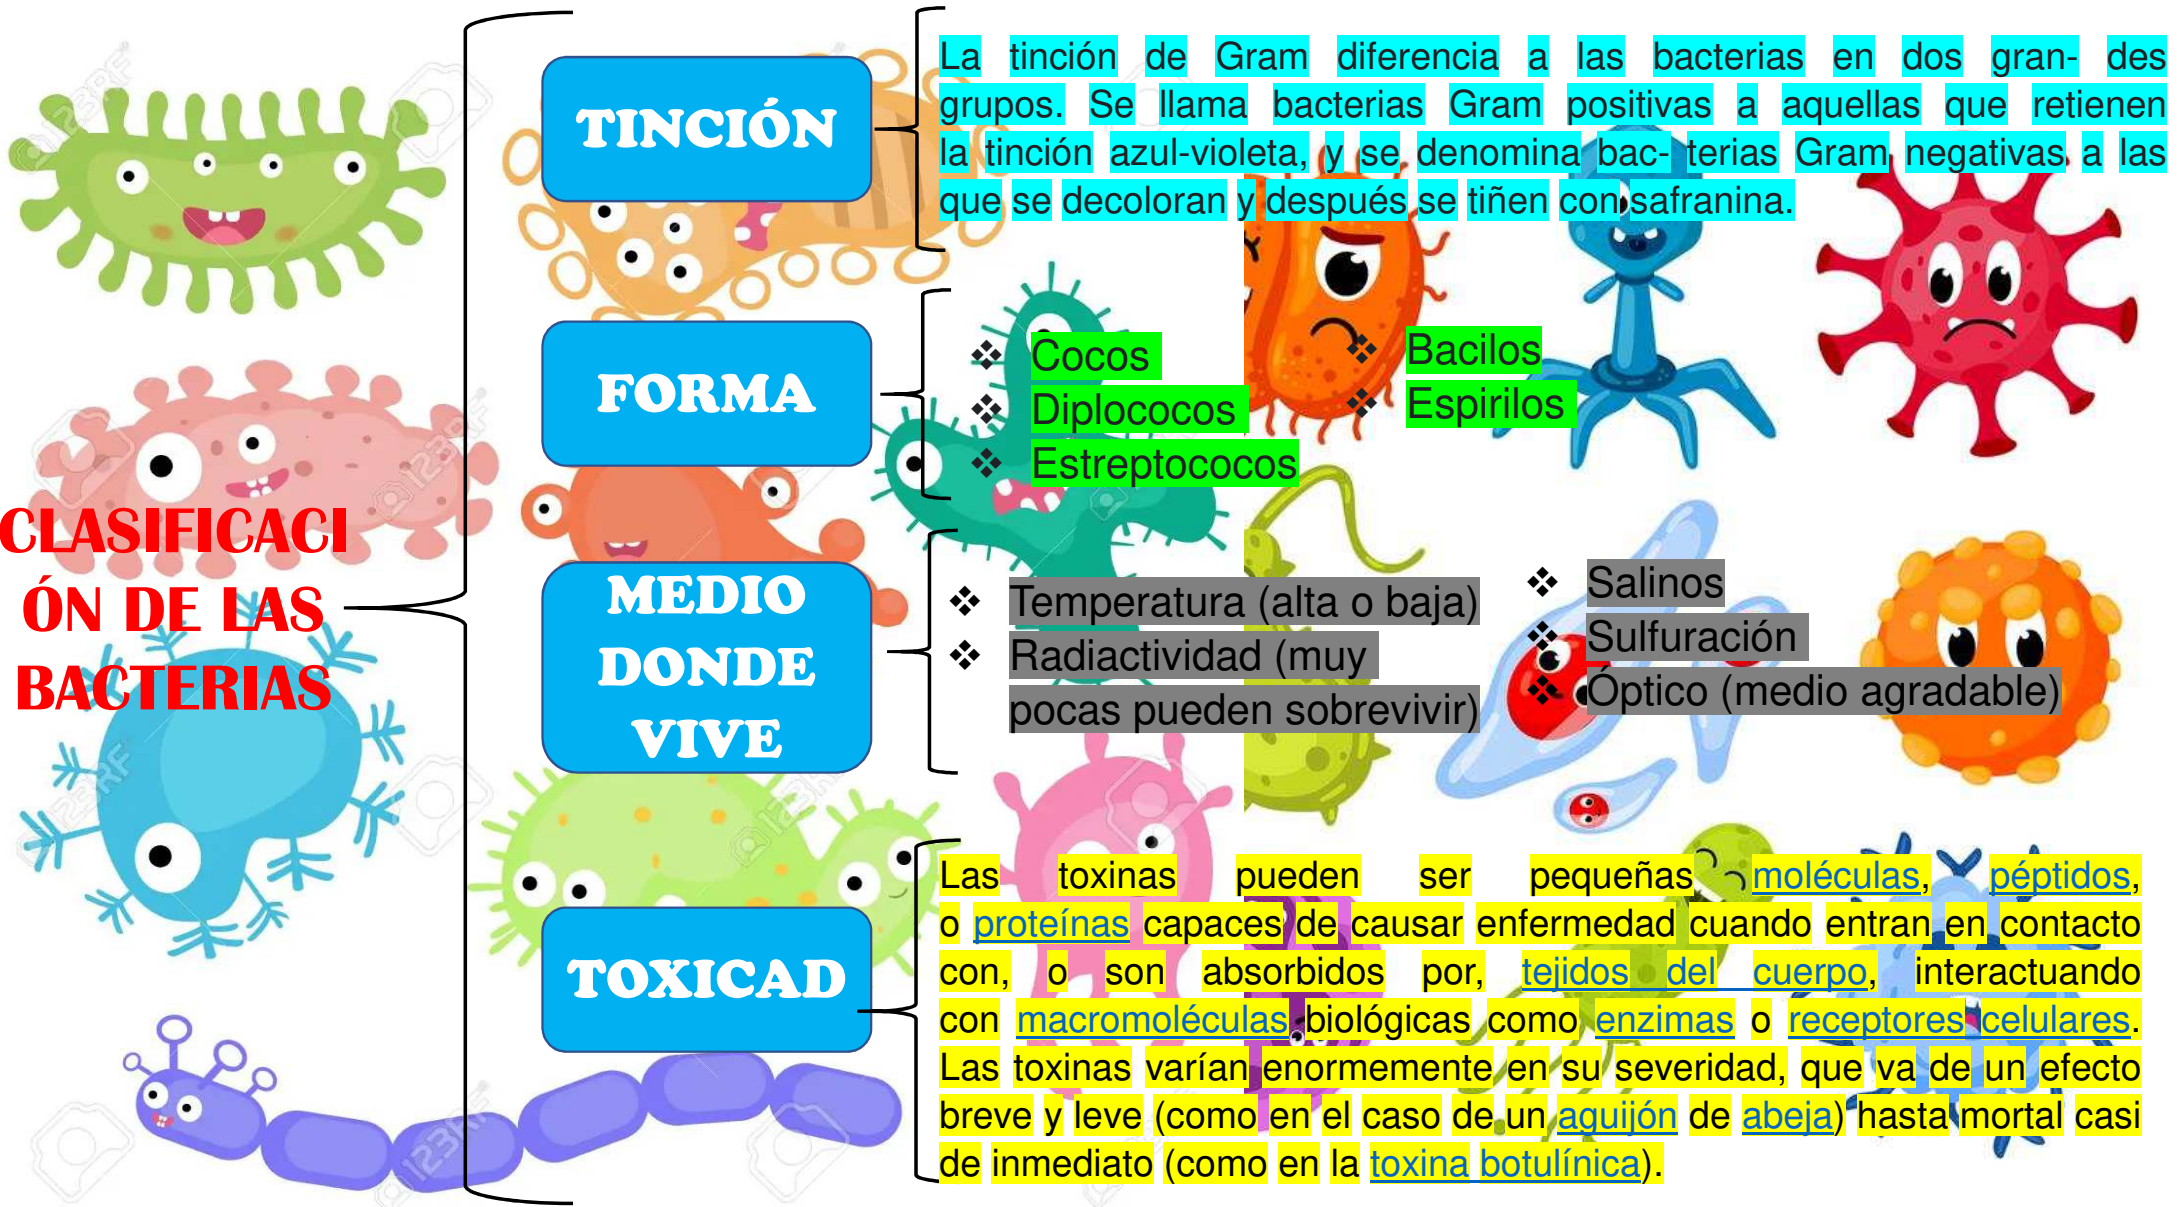 CLASIFICACI
ÓN DE LAS
BACTERIAS
TINCIÓN
La tinción de Gram diferencia a las bacterias en dos gran- des
grupos. Se llama bacterias Gram positivas a aquellas que retienen
la tinción azul-violeta, y se denomina bac- terias Gram negativas a las
que se decoloran y después se tiñen con safranina.
FORMA
❖ Cocos
❖ Diplococos
❖ Estreptococos
❖ Bacilos
❖ Espirilos
MEDIO
DONDE
VIVE
❖ Temperatura (alta o baja)
❖ Radiactividad (muy
pocas pueden sobrevivir)
❖ Salinos
❖ Sulfuración
❖ Óptico (medio agradable)
TOXICAD
Las toxinas pueden ser pequeñas moléculas, péptidos,
o proteínas capaces de causar enfermedad cuando entran en contacto
con, o son absorbidos por, tejidos del cuerpo, interactuando
con macromoléculas biológicas como enzimas o receptores celulares.
Las toxinas varían enormemente en su severidad, que va de un efecto
breve y leve (como en el caso de un aguijón de abeja) hasta mortal casi
de inmediato (como en la toxina botulínica).
123RF
123RF
123RF
123RF
123RF
123RF